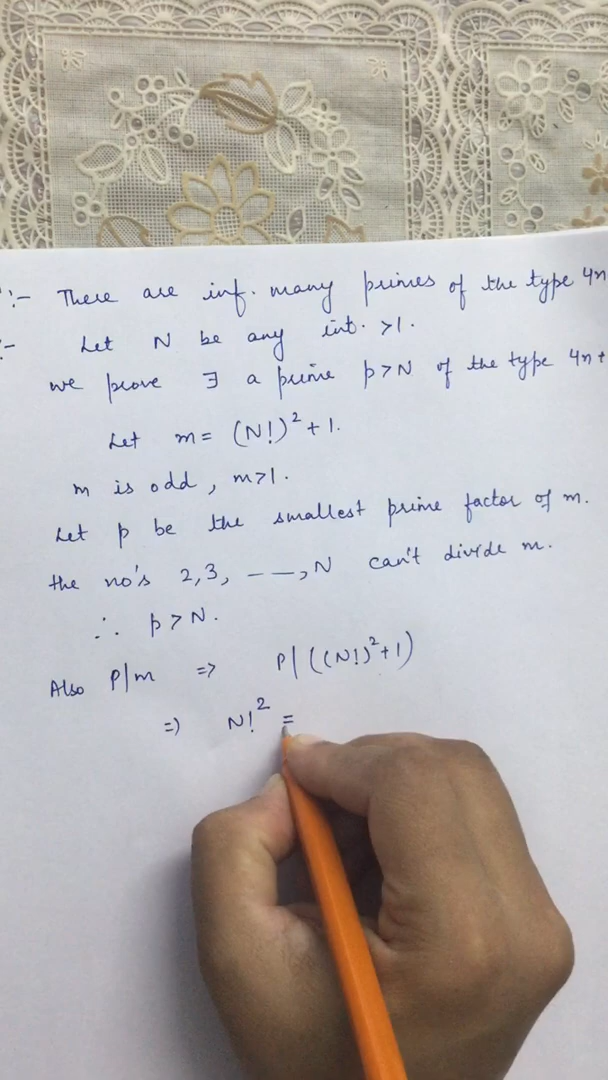 :- There are inf. many primes of the type 4n
:- Let N be any int. >1.
we prove ∃ a prime p>N of the type 4n+
Let m = (N!)² + 1.
m is odd, m>1.
Let p be the smallest prime factor of m.
the no's 2, 3, -- --, N can't divide m.
∴ p > N.
Also P/m => P/((N!)²+1)
=) N!² =